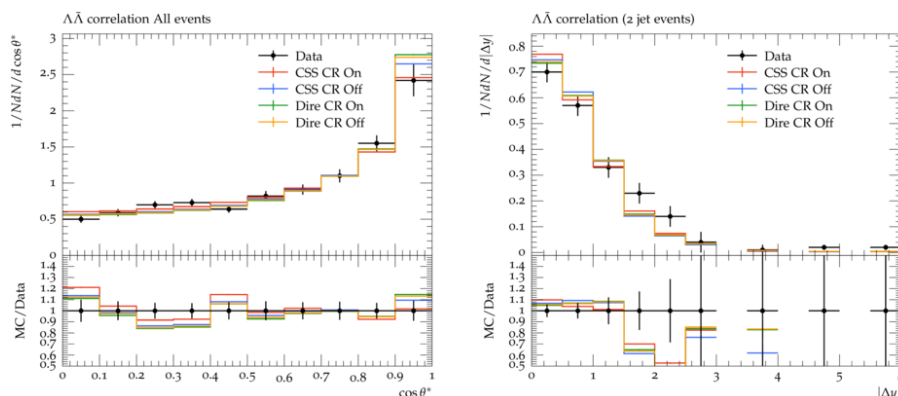 ΛΛ̄ correlation All events
1/NdN/d cosθ*
3
2.5
2
1.5
1
0.5
0
Data
CSS CR On
CSS CR Off
Dire CR On
Dire CR Off
MC/Data
1.4
1.3
1.2
1.1
1.0
0.9
0.8
0.7
0.6
0.5
0 0.1 0.2 0.3 0.4 0.5 0.6 0.7 0.8 0.9 1
cosθ*
ΛΛ̄ correlation (2 jet events)
1/NdN/d|Δy|
0.8
0.7
0.6
0.5
0.4
0.3
0.2
0.1
0
Data
CSS CR On
CSS CR Off
Dire CR On
Dire CR Off
MC/Data
1.4
1.3
1.2
1.1
1.0
0.9
0.8
0.7
0.6
0.5
0 1 2 3 4 5
|Δy